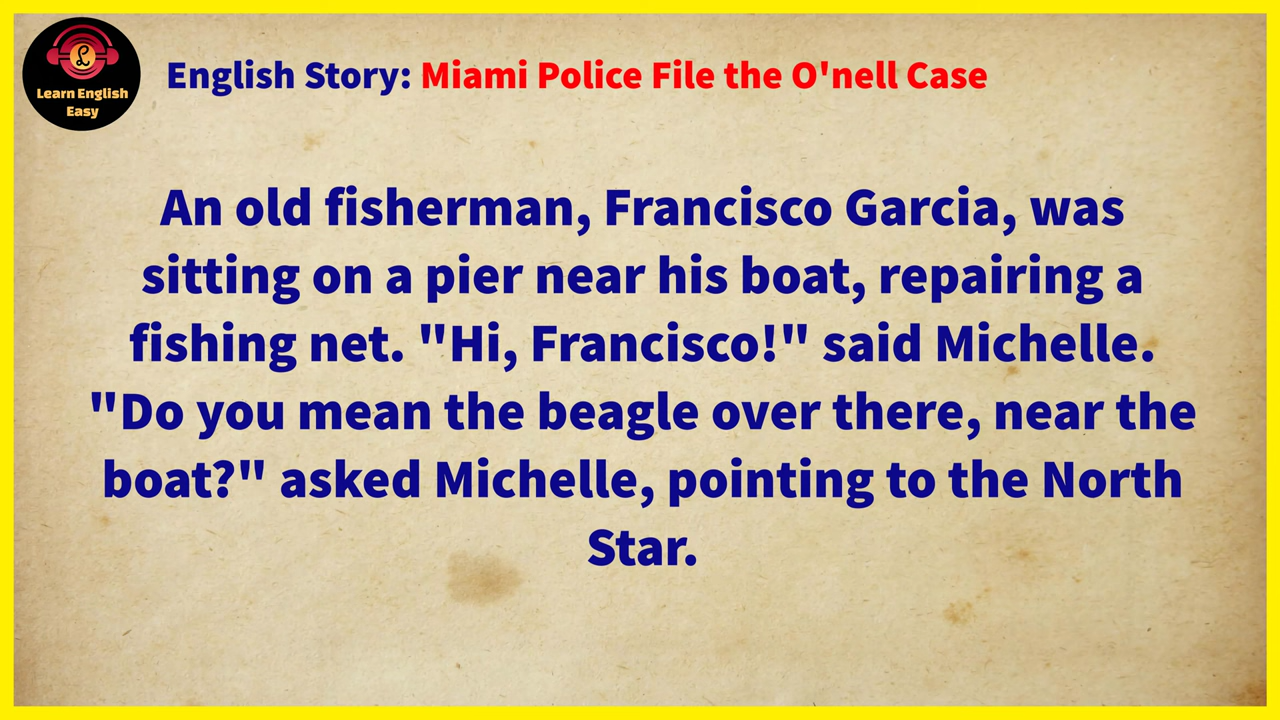 Learn English
Easy
English Story: Miami Police File the O'nell Case
An old fisherman, Francisco Garcia, was
sitting on a pier near his boat, repairing a
fishing net. "Hi, Francisco!" said Michelle.
"Do you mean the beagle over there, near the
boat?" asked Michelle, pointing to the North
Star.